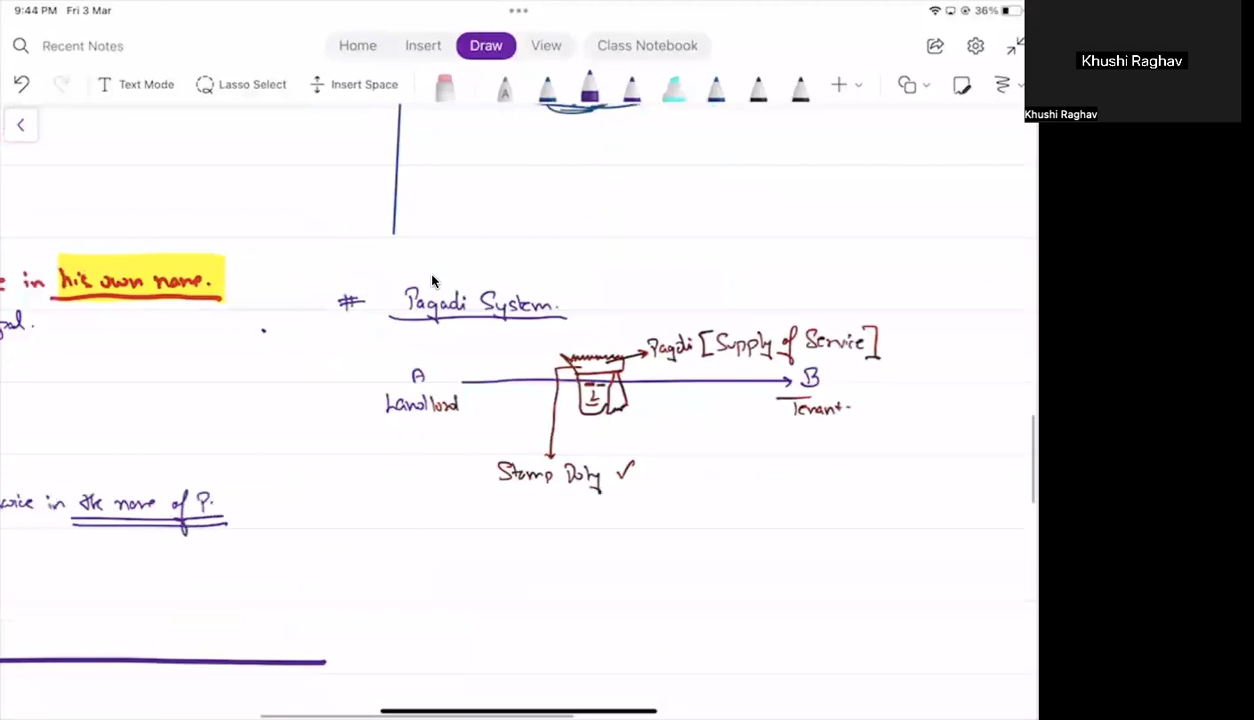 9:44 PM Fri 3 Mar
36%
Recent Notes
Home Insert Draw View Class Notebook
Text Mode Lasso Select Insert Space
Khushi Raghav
Khushi Raghav
in his own name.
# Pagadi System.
Pagdi [Supply of Service]
A
B
Landlord
Tenant.
Stamp Duty ✓
in the name of P.